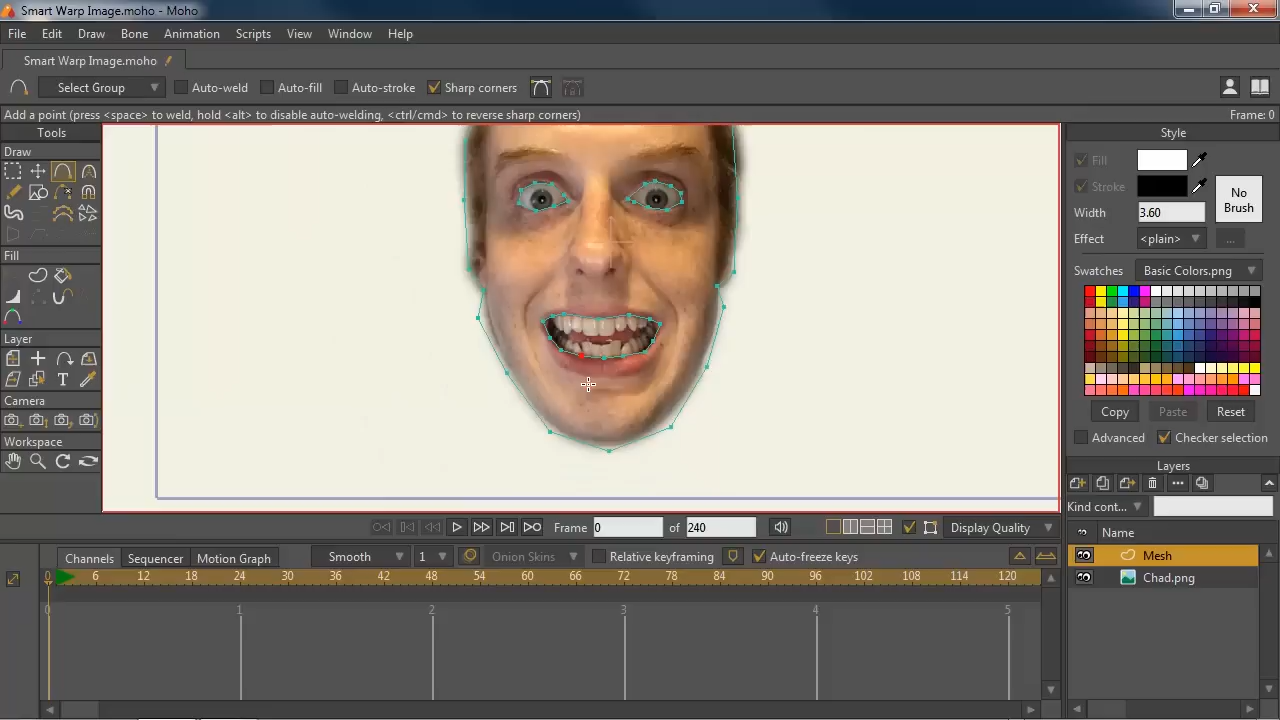 Smart Warp Image.moho - Moho
File Edit Draw Bone Animation Scripts View Window Help
Smart Warp Image.moho
Select Group Auto-weld Auto-fill Auto-stroke Sharp corners
Add a point (press <space> to weld, hold <alt> to disable auto-welding, <ctrl/cmd> to reverse sharp corners) Frame: 0
Tools
Draw
Fill
Layer
Camera
Workspace
Style
Fill
Stroke
No Brush
Width 3.60
Effect <plain> ...
Swatches Basic Colors.png
Copy Paste Reset
Advanced Checker selection
Layers
Kind cont...
Name
Mesh
Chad.png
Frame 0 of 240 Display Quality
Channels Sequencer Motion Graph Smooth 1 Onion Skins Relative keyframing Auto-freeze keys
0 6 12 18 24 30 36 42 48 54 60 66 72 78 84 90 96 102 108 114 120
0 1 2 3 4 5